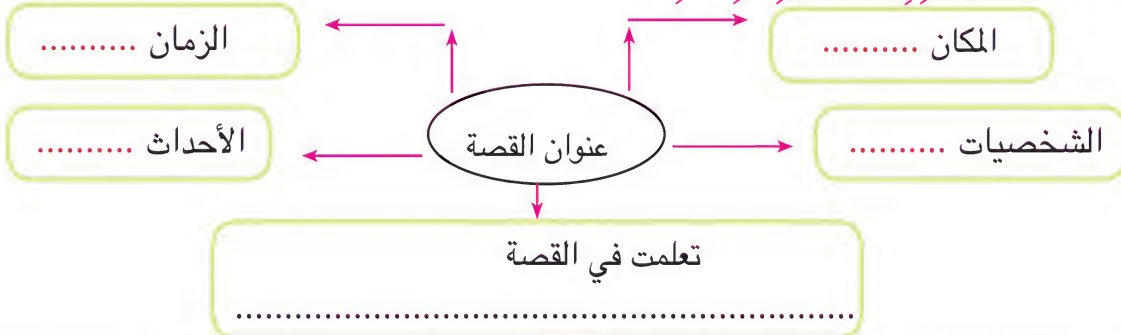 المكان ..........
الزمان ..........
عنوان القصة
الشخصيات ..........
الأحداث ..........
تعلمت في القصة
..............................................................